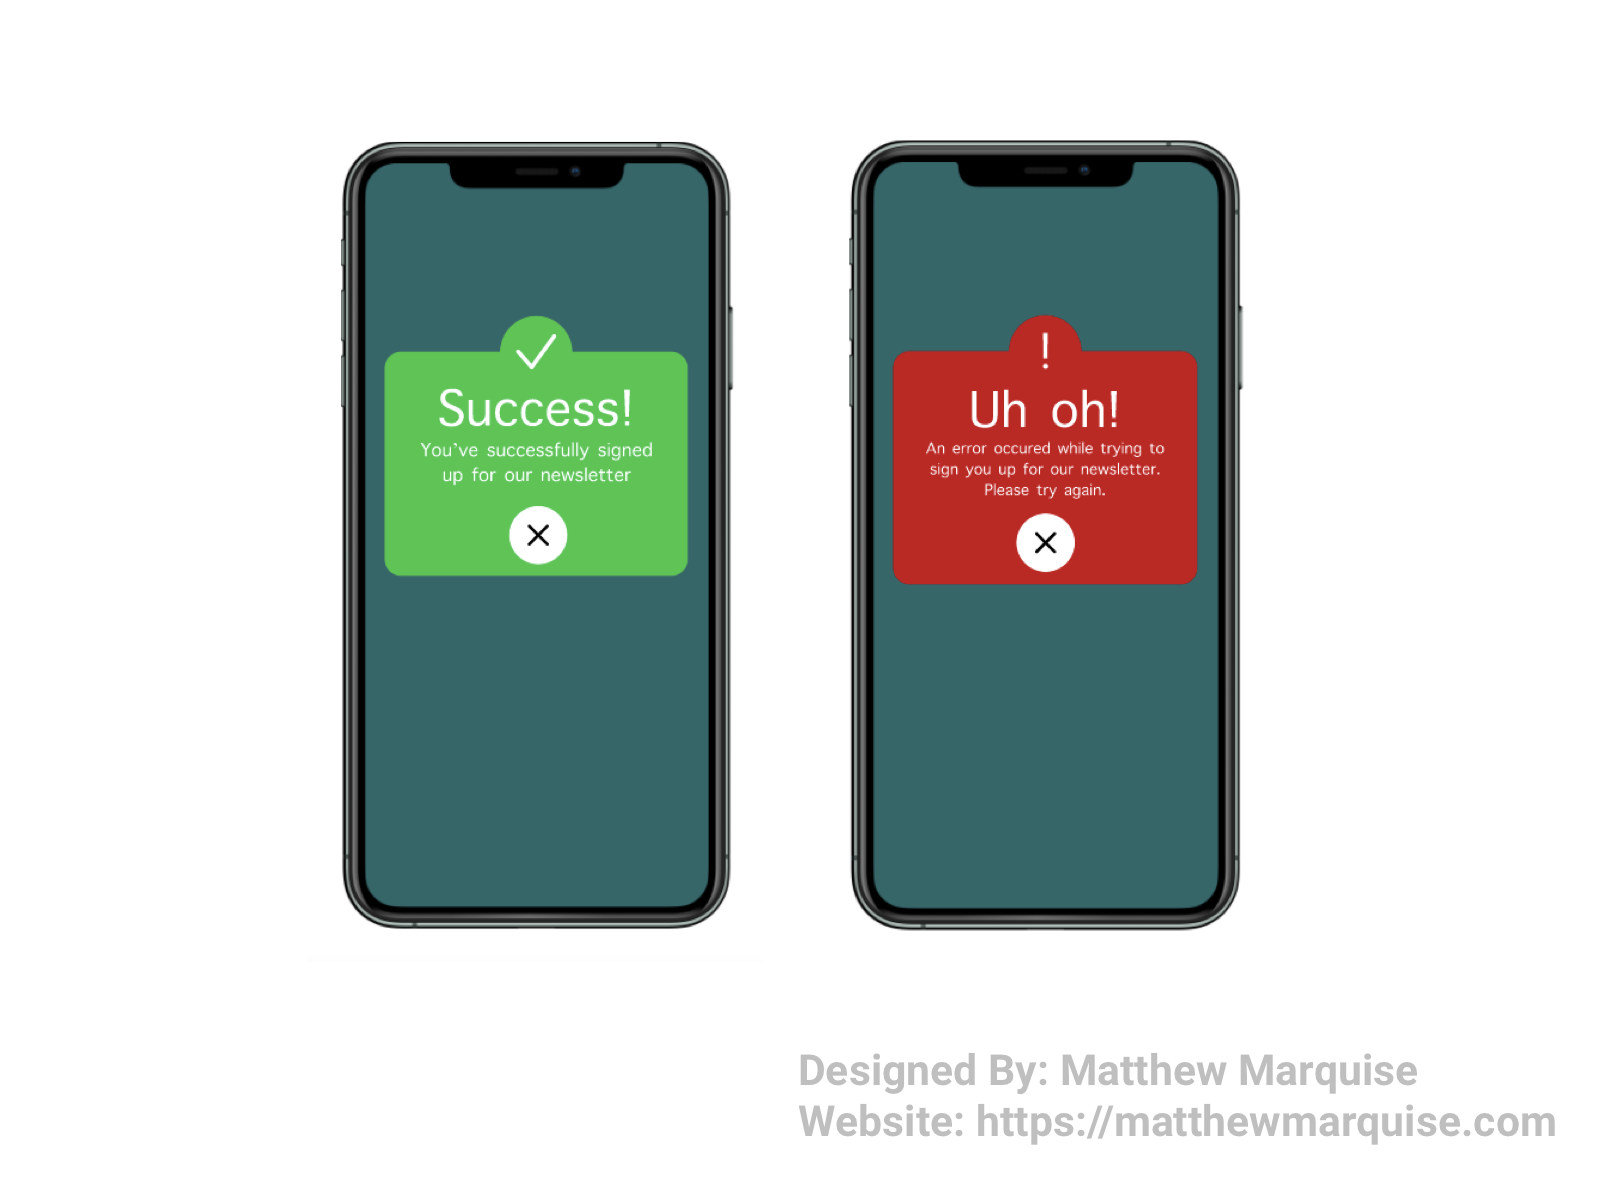 Success!
You've successfully signed
up for our newsletter
Uh oh!
An error occured while trying to
sign you up for our newsletter.
Please try again.
Designed By: Matthew Marquise
Website: https://matthewmarquise.com